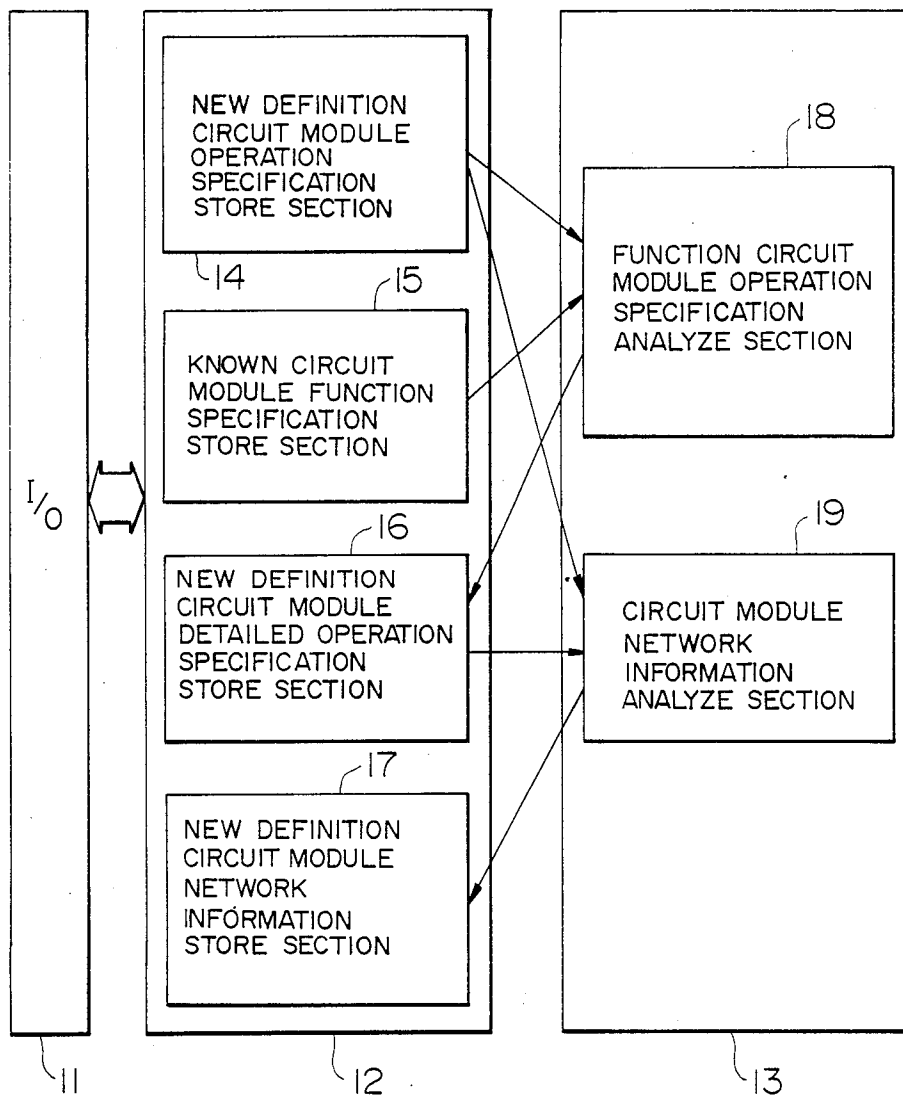 I/O
11
NEW DEFINITION
CIRCUIT MODULE
OPERATION
SPECIFICATION
STORE SECTION
14
15
KNOWN CIRCUIT
MODULE FUNCTION
SPECIFICATION
STORE SECTION
16
NEW DEFINITION
CIRCUIT MODULE
DETAILED OPERATION
SPECIFICATION
STORE SECTION
17
NEW DEFINITION
CIRCUIT MODULE
NETWORK
INFORMATION
STORE SECTION
12
18
FUNCTION CIRCUIT
MODULE OPERATION
SPECIFICATION
ANALYZE SECTION
19
CIRCUIT MODULE
NETWORK
INFORMATION
ANALYZE SECTION
13